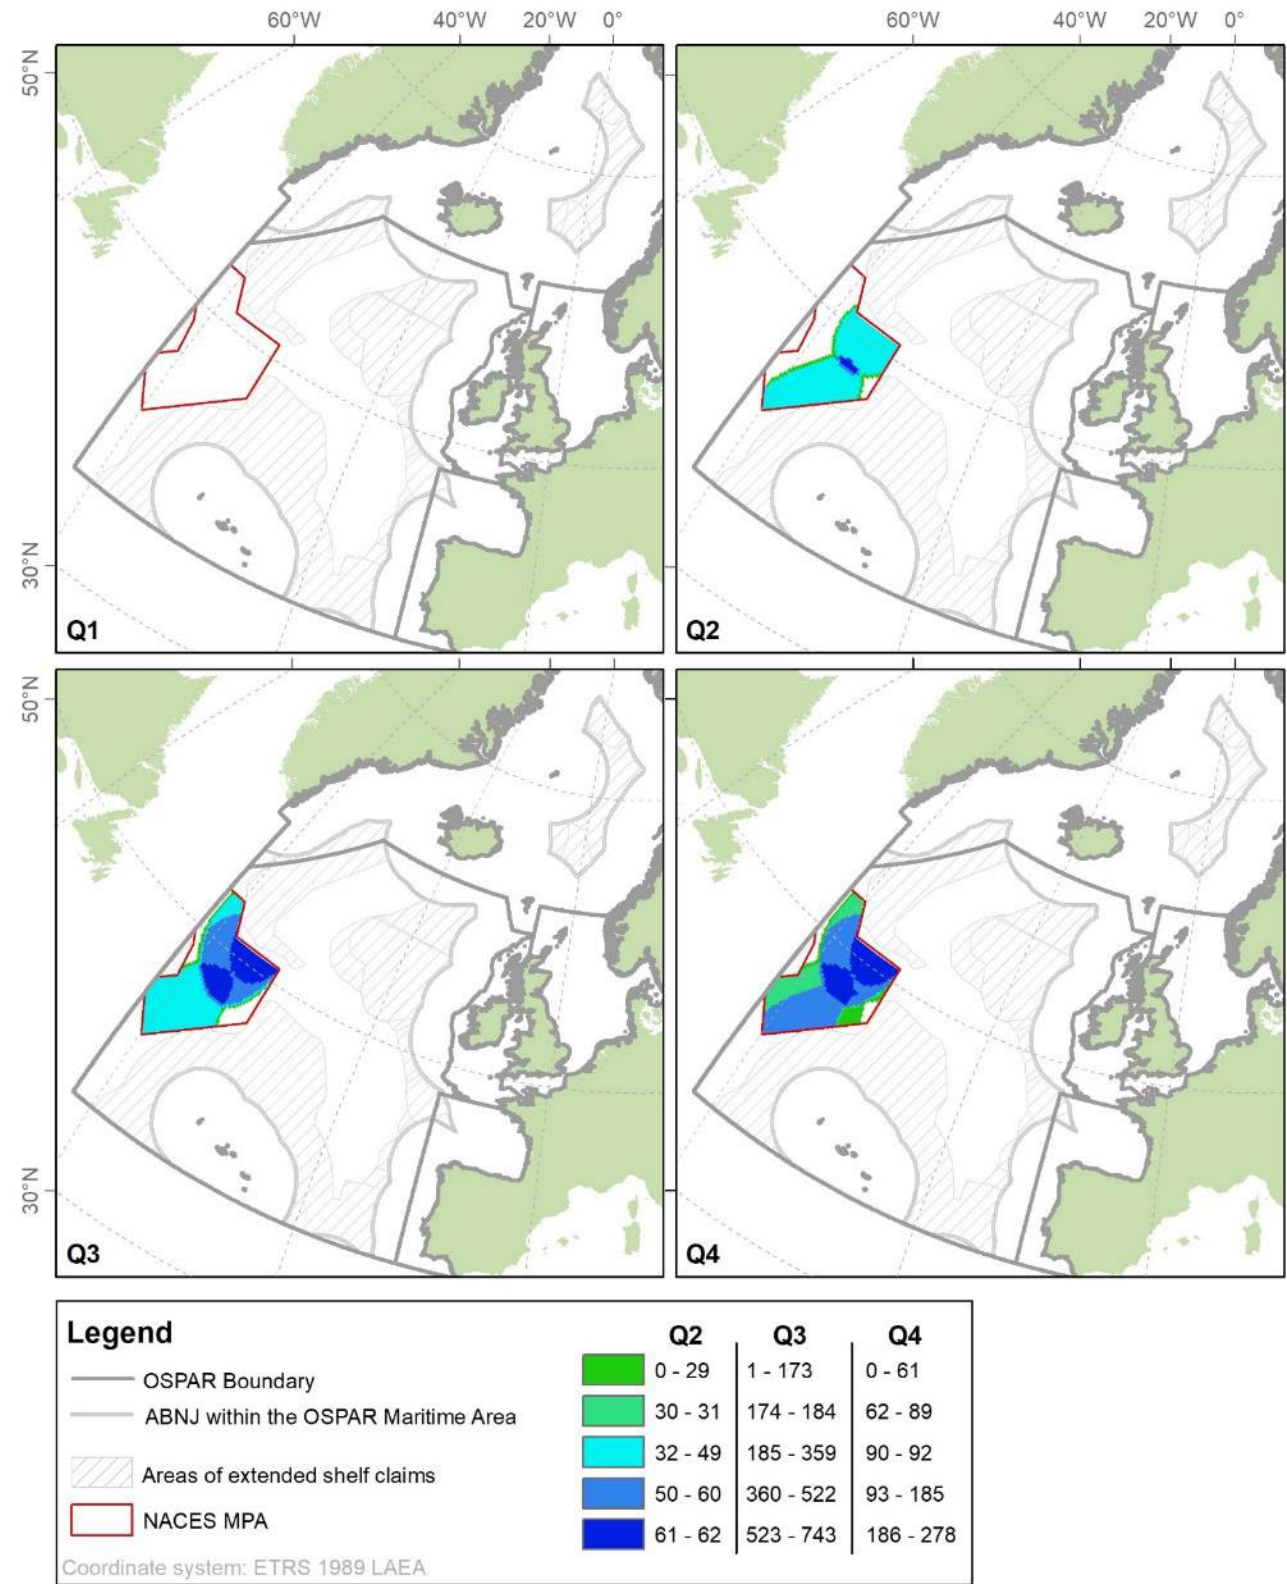 60°W 40°W 20°W 0° 60°W 40°W 20°W 0°
50°N
30°N
Q1 Q2
50°N
30°N
Q3 Q4
Legend
OSPAR Boundary
ABNJ within the OSPAR Maritime Area
Areas of extended shelf claims
NACES MPA
Coordinate system: ETRS 1989 LAEA
Q2 Q3 Q4
0 - 29 1 - 173 0 - 61
30 - 31 174 - 184 62 - 89
32 - 49 185 - 359 90 - 92
50 - 60 360 - 522 93 - 185
61 - 62 523 - 743 186 - 278